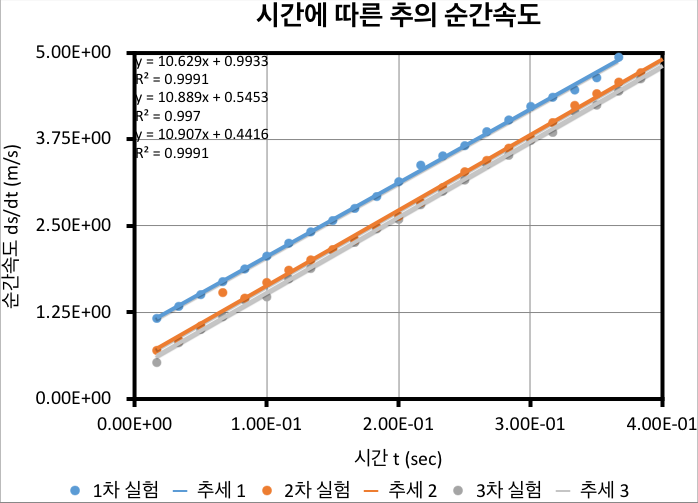 시간에 따른 추의 순간속도
5.00E+00
y = 10.629x + 0.9933
R² = 0.9991
y = 10.889x + 0.5453
R² = 0.997
3.75E+00
y = 10.907x + 0.4416
R² = 0.9991
순간속도 ds/dt (m/s)
2.50E+00
1.25E+00
0.00E+00
0.00E+00 1.00E-01 2.00E-01 3.00E-01 4.00E-01
시간 t (sec)
1차 실험 추세 1 2차 실험 추세 2 3차 실험 추세 3